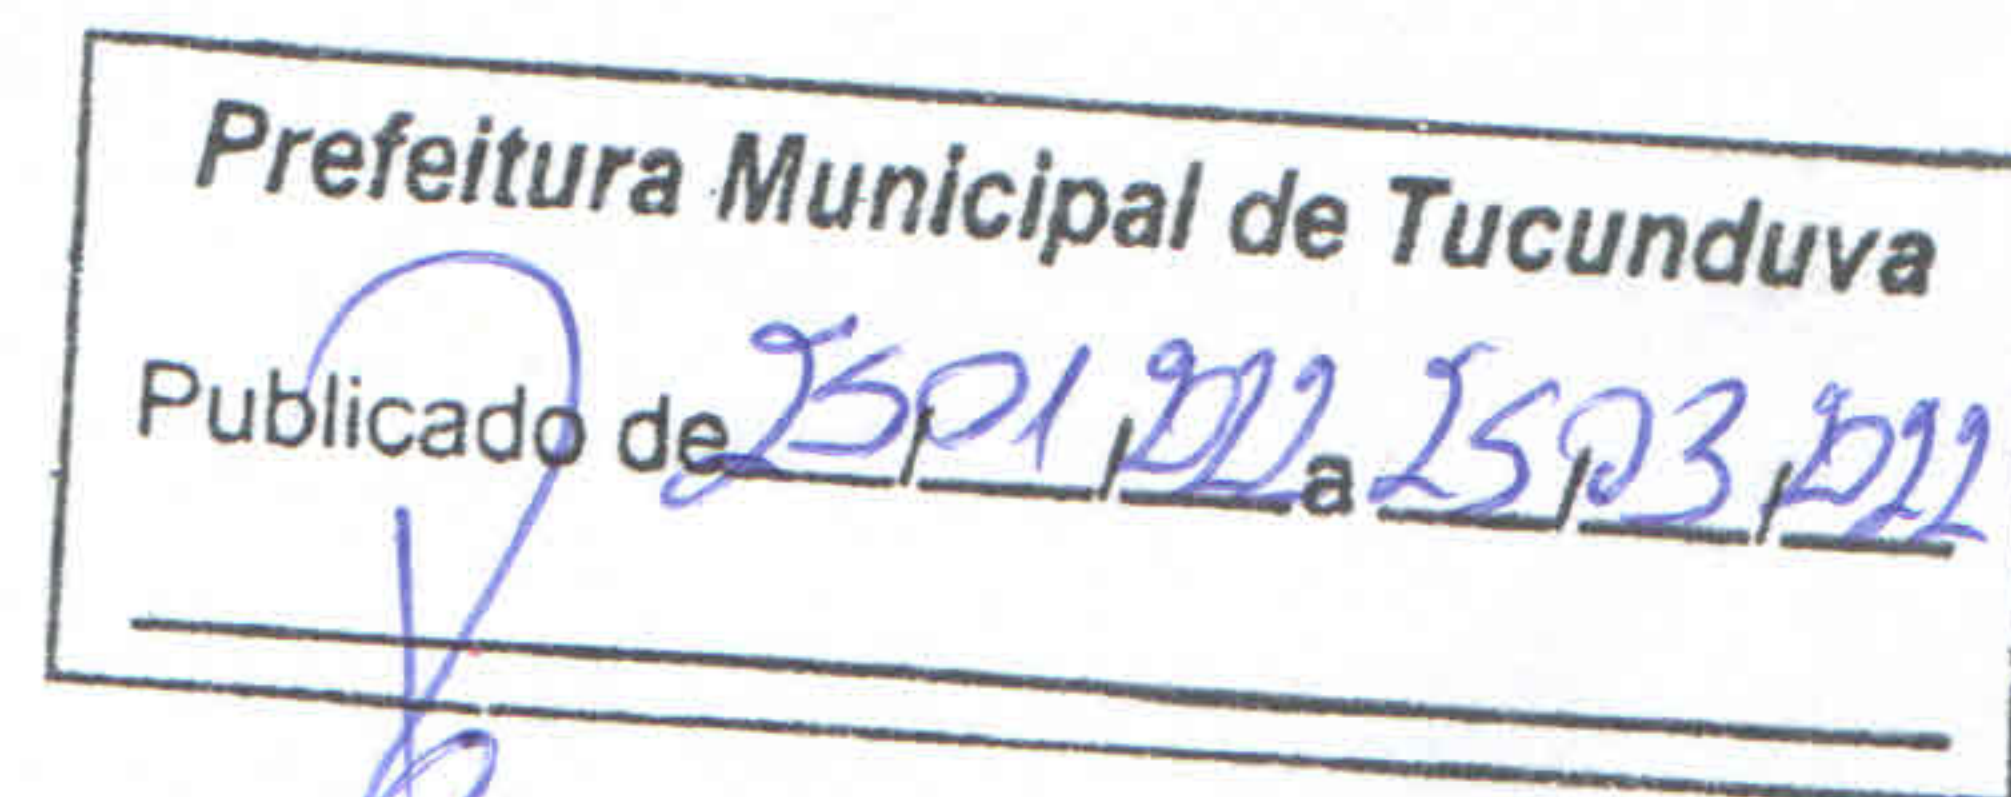 Prefeitura Municipal de Tucunduva
Publicado de 25/01/2022 a 25/03/2022